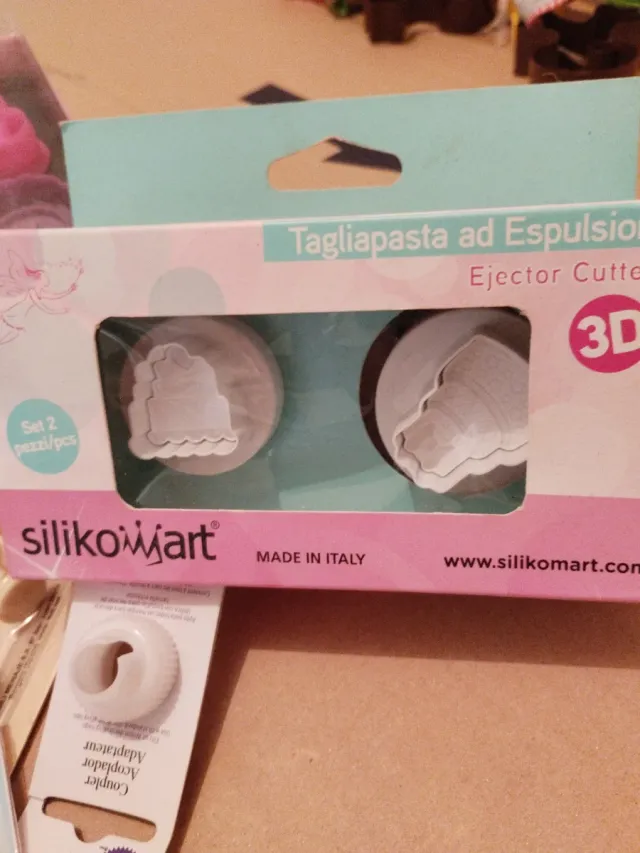 Tagliapasta ad Espulsion
Ejector Cutte
3D
Set 2
pezzi/pcs
silikomart®
MADE IN ITALY
www.silikomart.com
Coupler
Acoplador
Adaptateur